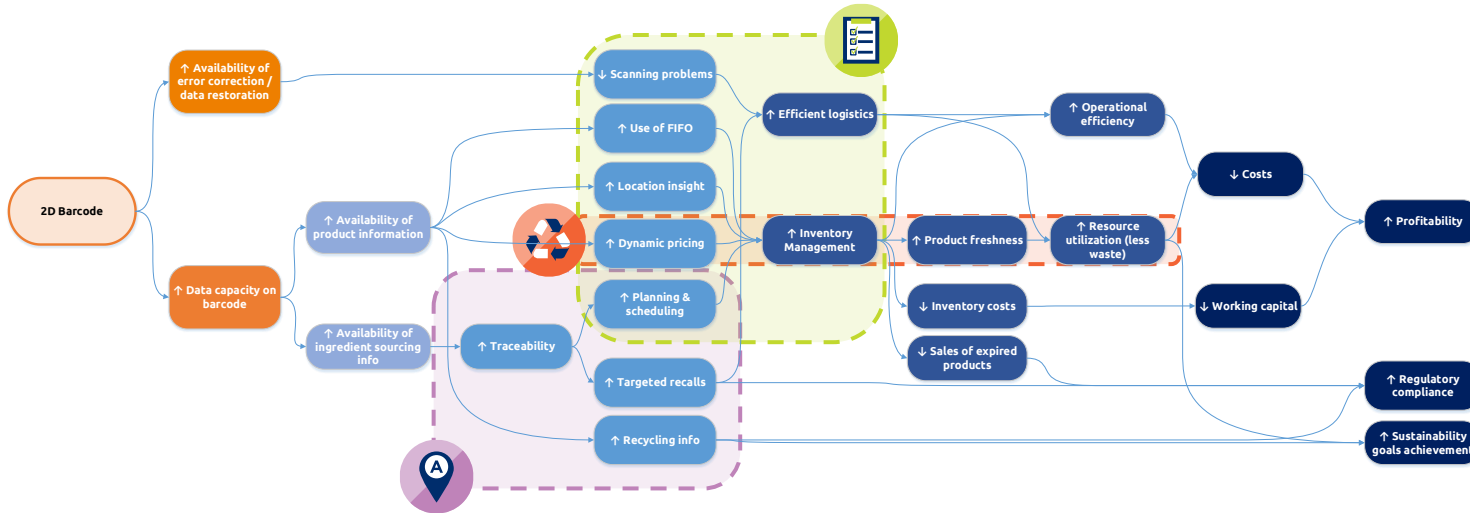 2D Barcode
↑ Availability of
error correction /
data restoration
↑ Data capacity on
barcode
↑ Availability of
product information
↑ Availability of
ingredient sourcing
info
↑ Traceability
↓ Scanning problems
↑ Use of FIFO
↑ Location insight
↑ Dynamic pricing
↑ Planning &
scheduling
↑ Targeted recalls
↑ Recycling info
A
↑ Efficient logistics
↑ Inventory
Management
↑ Product freshness
↓ Inventory costs
↓ Sales of expired
products
↑ Operational
efficiency
↑ Resource
utilization (less
waste)
↓ Costs
↓ Working capital
↑ Profitability
↑ Regulatory
compliance
↑ Sustainability
goals achievement